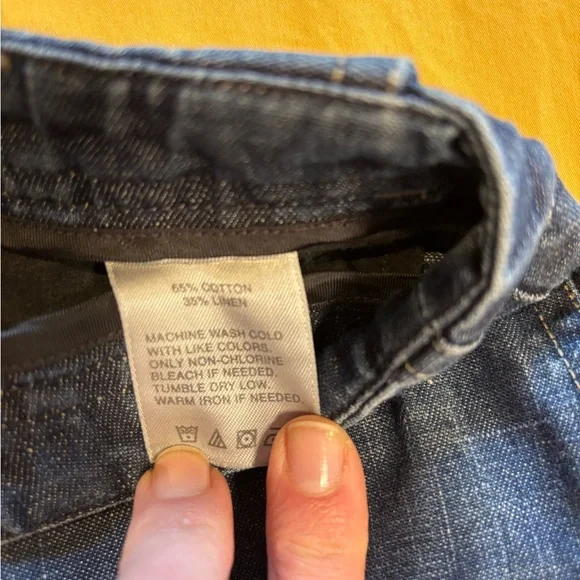 65% COTTON
35% LINEN
MACHINE WASH COLD
WITH LIKE COLORS.
ONLY NON-CHLORINE
BLEACH IF NEEDED.
TUMBLE DRY LOW.
WARM IRON IF NEEDED.